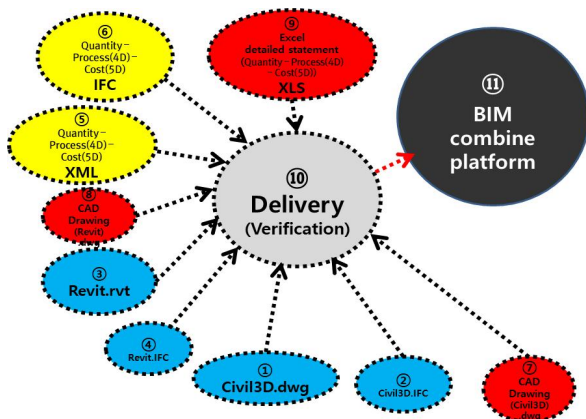 ⑥
Quantity-
Process(4D)-
Cost(5D)
IFC
⑨
Excel
detailed statement
(Quantity-Process(4D)
-Cost(5D))
XLS
⑪
BIM
combine
platform
⑤
Quantity-
Process(4D)-
Cost(5D)
XML
⑩
Delivery
(Verification)
⑧
CAD
Drawing
(Revit)
③
Revit.rvt
④
Revit.IFC
①
Civil3D.dwg
②
Civil3D.IFC
⑦
CAD
Drawing
(Civil3D)
dwg